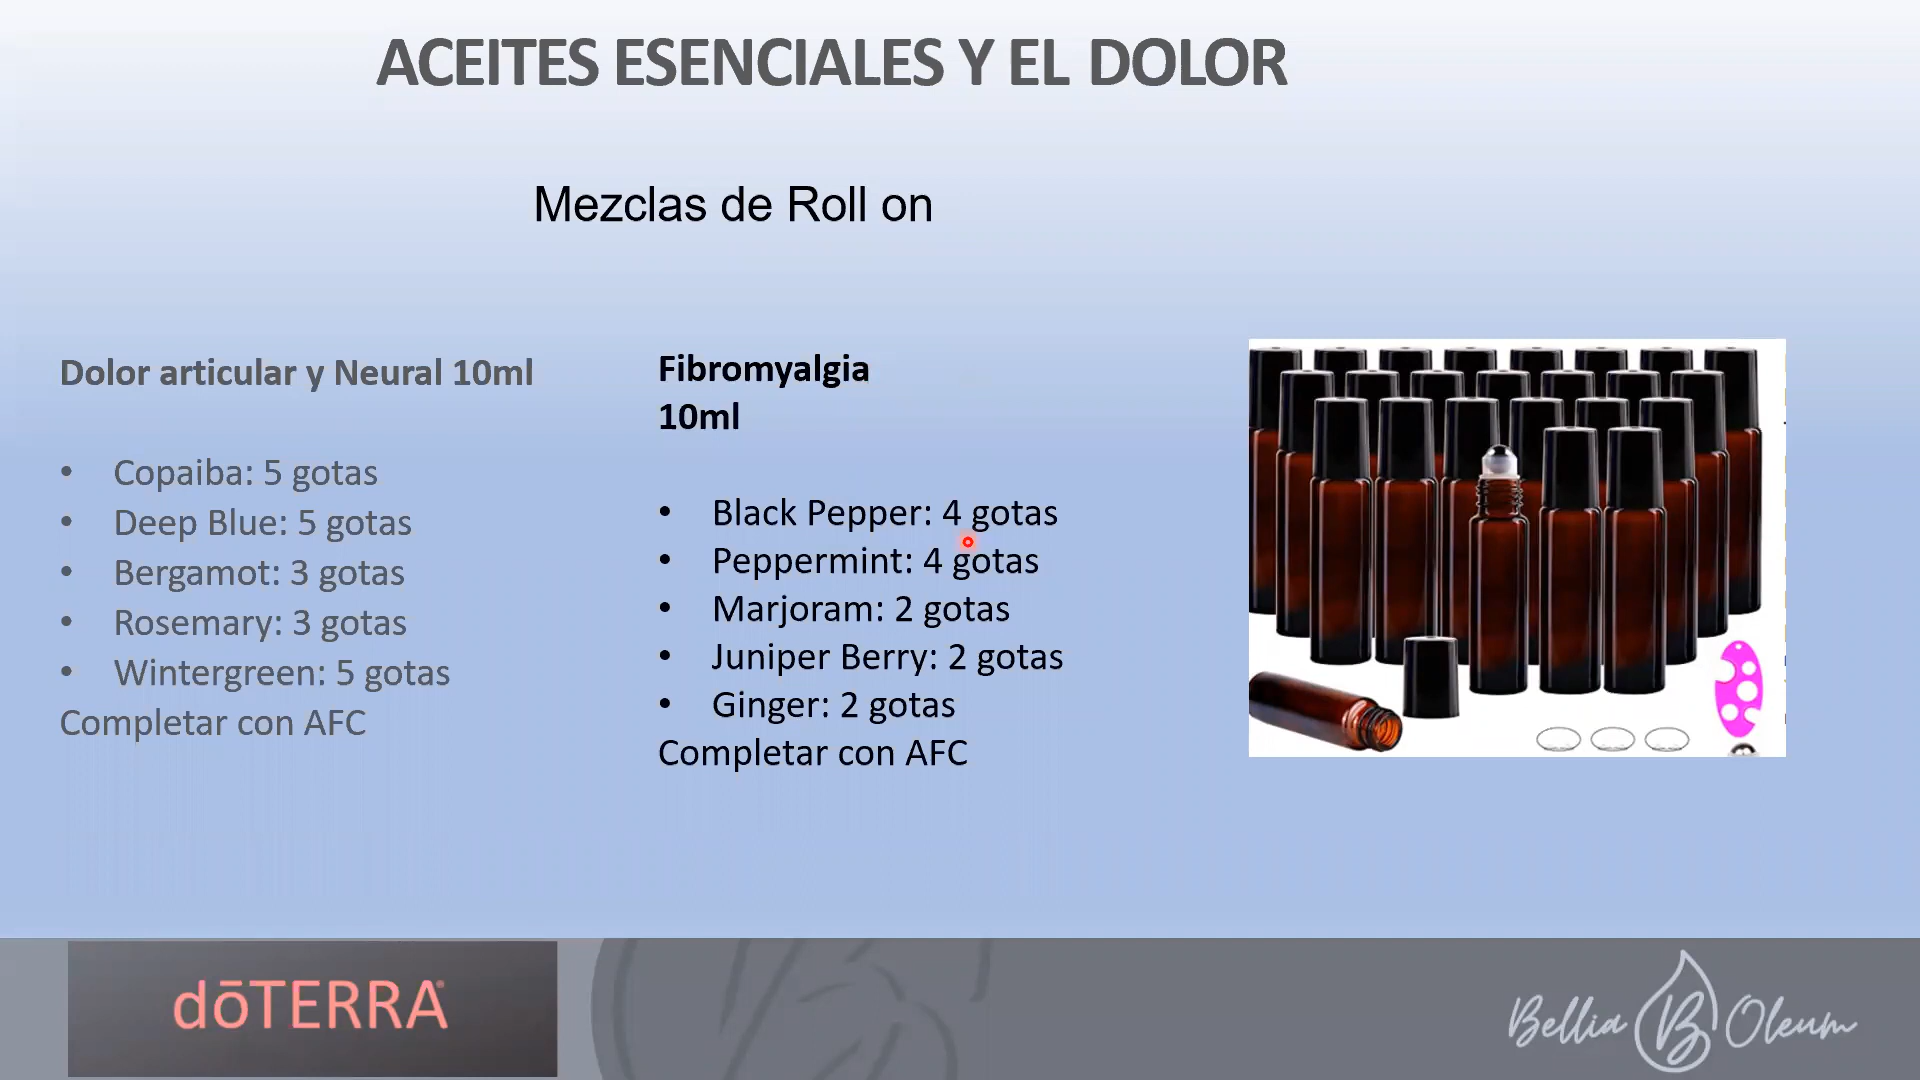 ACEITES ESENCIALES Y EL DOLOR
Mezclas de Roll on
Dolor articular y Neural 10ml
• Copaiba: 5 gotas
• Deep Blue: 5 gotas
• Bergamot: 3 gotas
• Rosemary: 3 gotas
• Wintergreen: 5 gotas
Completar con AFC
Fibromyalgia
10ml
• Black Pepper: 4 gotas
• Peppermint: 4 gotas
• Marjoram: 2 gotas
• Juniper Berry: 2 gotas
• Ginger: 2 gotas
Completar con AFC
dōTERRA
Bellia B Oleum